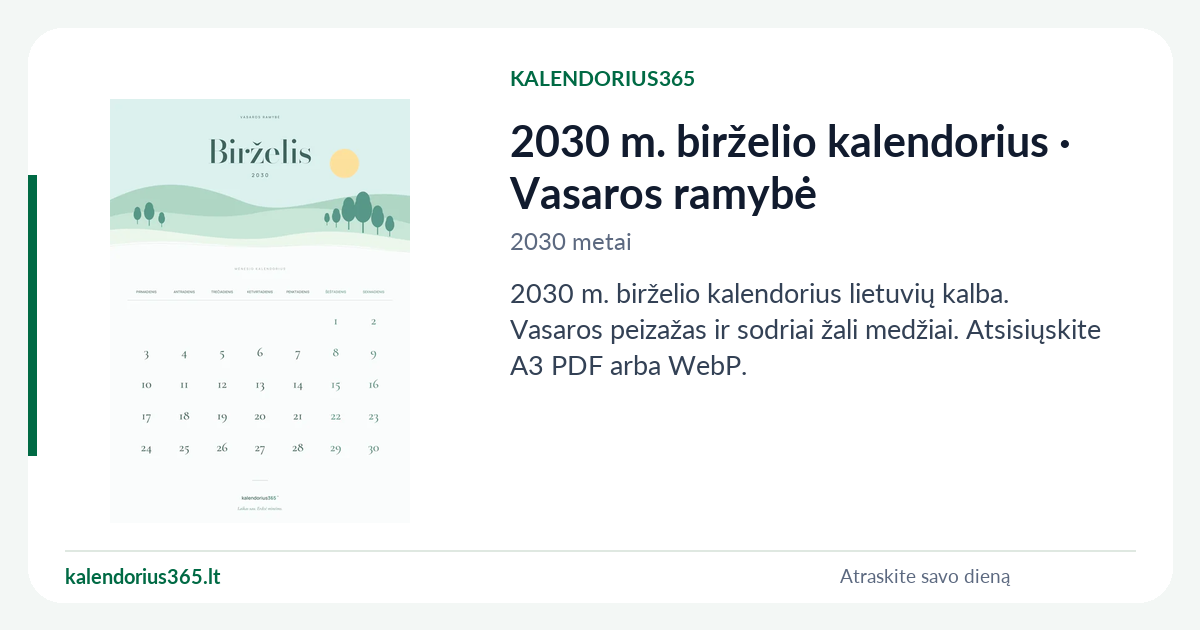 VASAROS RAMYBĖ
Birželis
2030
MĖNESIO KALENDORIUS
PIRMADIENIS ANTRADIENIS TREČIADIENIS KETVIRTADIENIS PENKTADIENIS ŠEŠTADIENIS SEKMADIENIS
1 2
3 4 5 6 7 8 9
10 11 12 13 14 15 16
17 18 19 20 21 22 23
24 25 26 27 28 29 30
kalendorius365
KALENDORIUS365
2030 m. birželio kalendorius ·
Vasaros ramybė
2030 metai
2030 m. birželio kalendorius lietuvių kalba.
Vasaros peizažas ir sodriai žali medžiai. Atsisiųskite
A3 PDF arba WebP.
kalendorius365.lt
Atraskite savo dieną